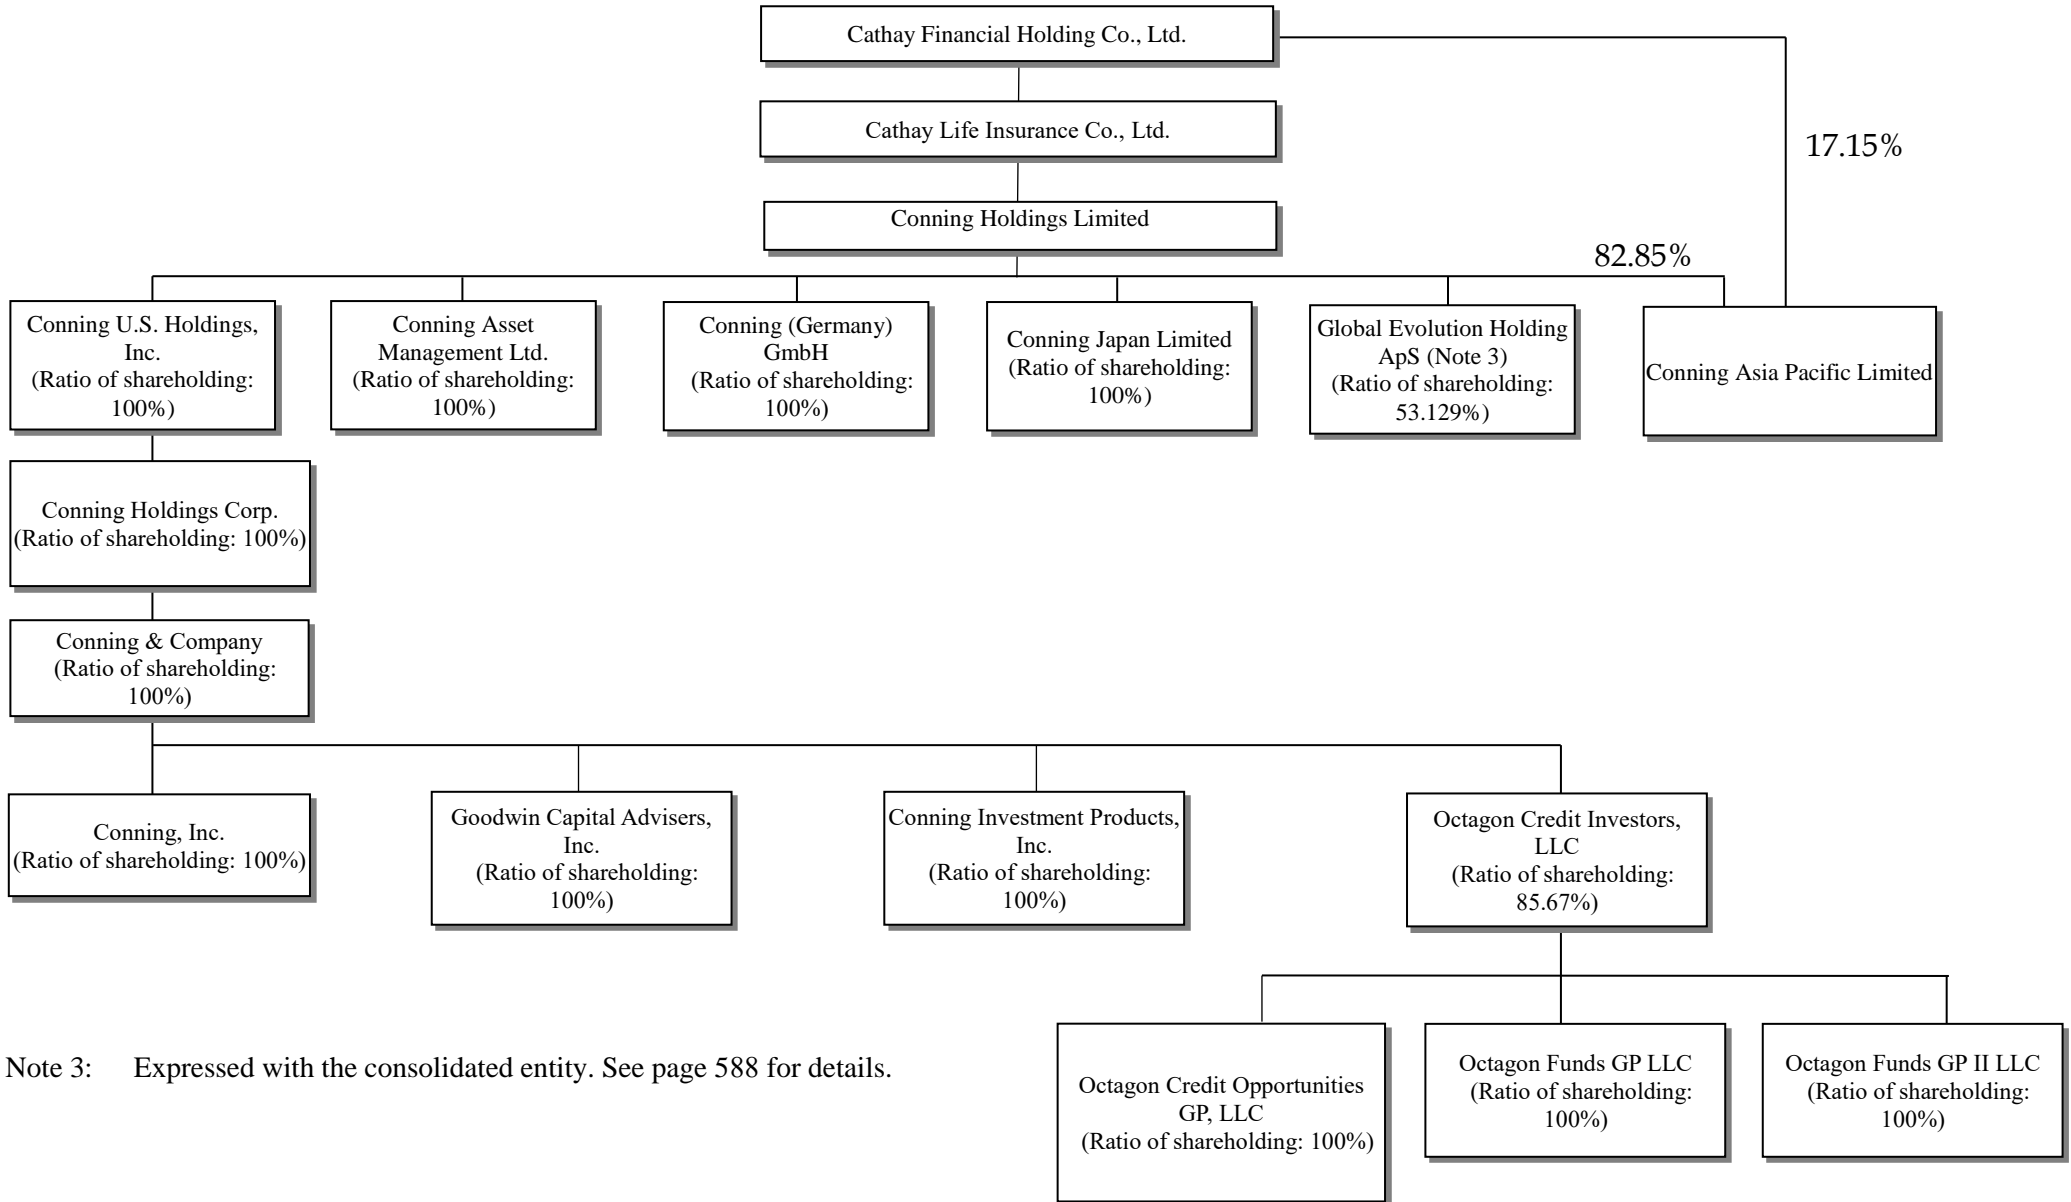 Cathay Financial Holding Co., Ltd.
Cathay Life Insurance Co., Ltd.
17.15%
Conning Holdings Limited
82.85%
Conning U.S. Holdings,
Inc.
(Ratio of shareholding:
100%)
Conning Asset
Management Ltd.
(Ratio of shareholding:
100%)
Conning (Germany)
GmbH
(Ratio of shareholding:
100%)
Conning Japan Limited
(Ratio of shareholding:
100%)
Global Evolution Holding
ApS (Note 3)
(Ratio of shareholding:
53.129%)
Conning Asia Pacific Limited
Conning Holdings Corp.
(Ratio of shareholding: 100%)
Conning & Company
(Ratio of shareholding:
100%)
Conning, Inc.
(Ratio of shareholding: 100%)
Goodwin Capital Advisers,
Inc.
(Ratio of shareholding:
100%)
Conning Investment Products,
Inc.
(Ratio of shareholding:
100%)
Octagon Credit Investors,
LLC
(Ratio of shareholding:
85.67%)
Octagon Credit Opportunities
GP, LLC
(Ratio of shareholding: 100%)
Octagon Funds GP LLC
(Ratio of shareholding:
100%)
Octagon Funds GP II LLC
(Ratio of shareholding:
100%)
Note 3: Expressed with the consolidated entity. See page 588 for details.